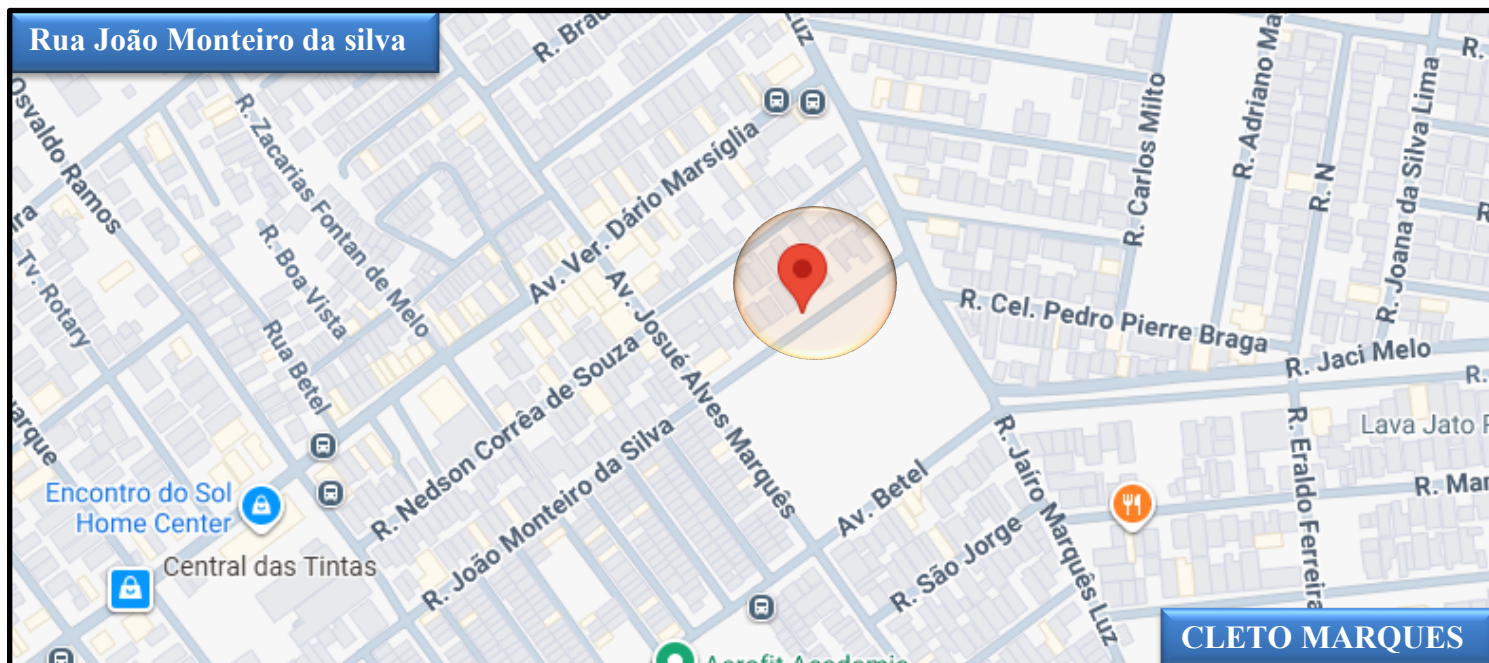 Rua João Monteiro da silva
R. Zacarias Fontan de Melo
Osvaldo Ramos
Tv. Rotary
R. Boa Vista
Rua Betel
Av. Ver. Dário Marsiglia
Av. Josué Alves Marquês
R. Nedson Corrêa de Souza
R. João Monteiro da Silva
R. Carlos Milto
R. Adriano Ma
R. N
R. Joana da Silva Lima
R.
R. Cel. Pedro Pierre Braga
R. Jaci Melo
R.
Lava Jato
R. Eraldo Ferreira
R. Mar
R. Jaíro Marquês Luz
Av. Betel
R. São Jorge
Encontro do Sol
Home Center
Central das Tintas
Luz
arque
CLETO MARQUES